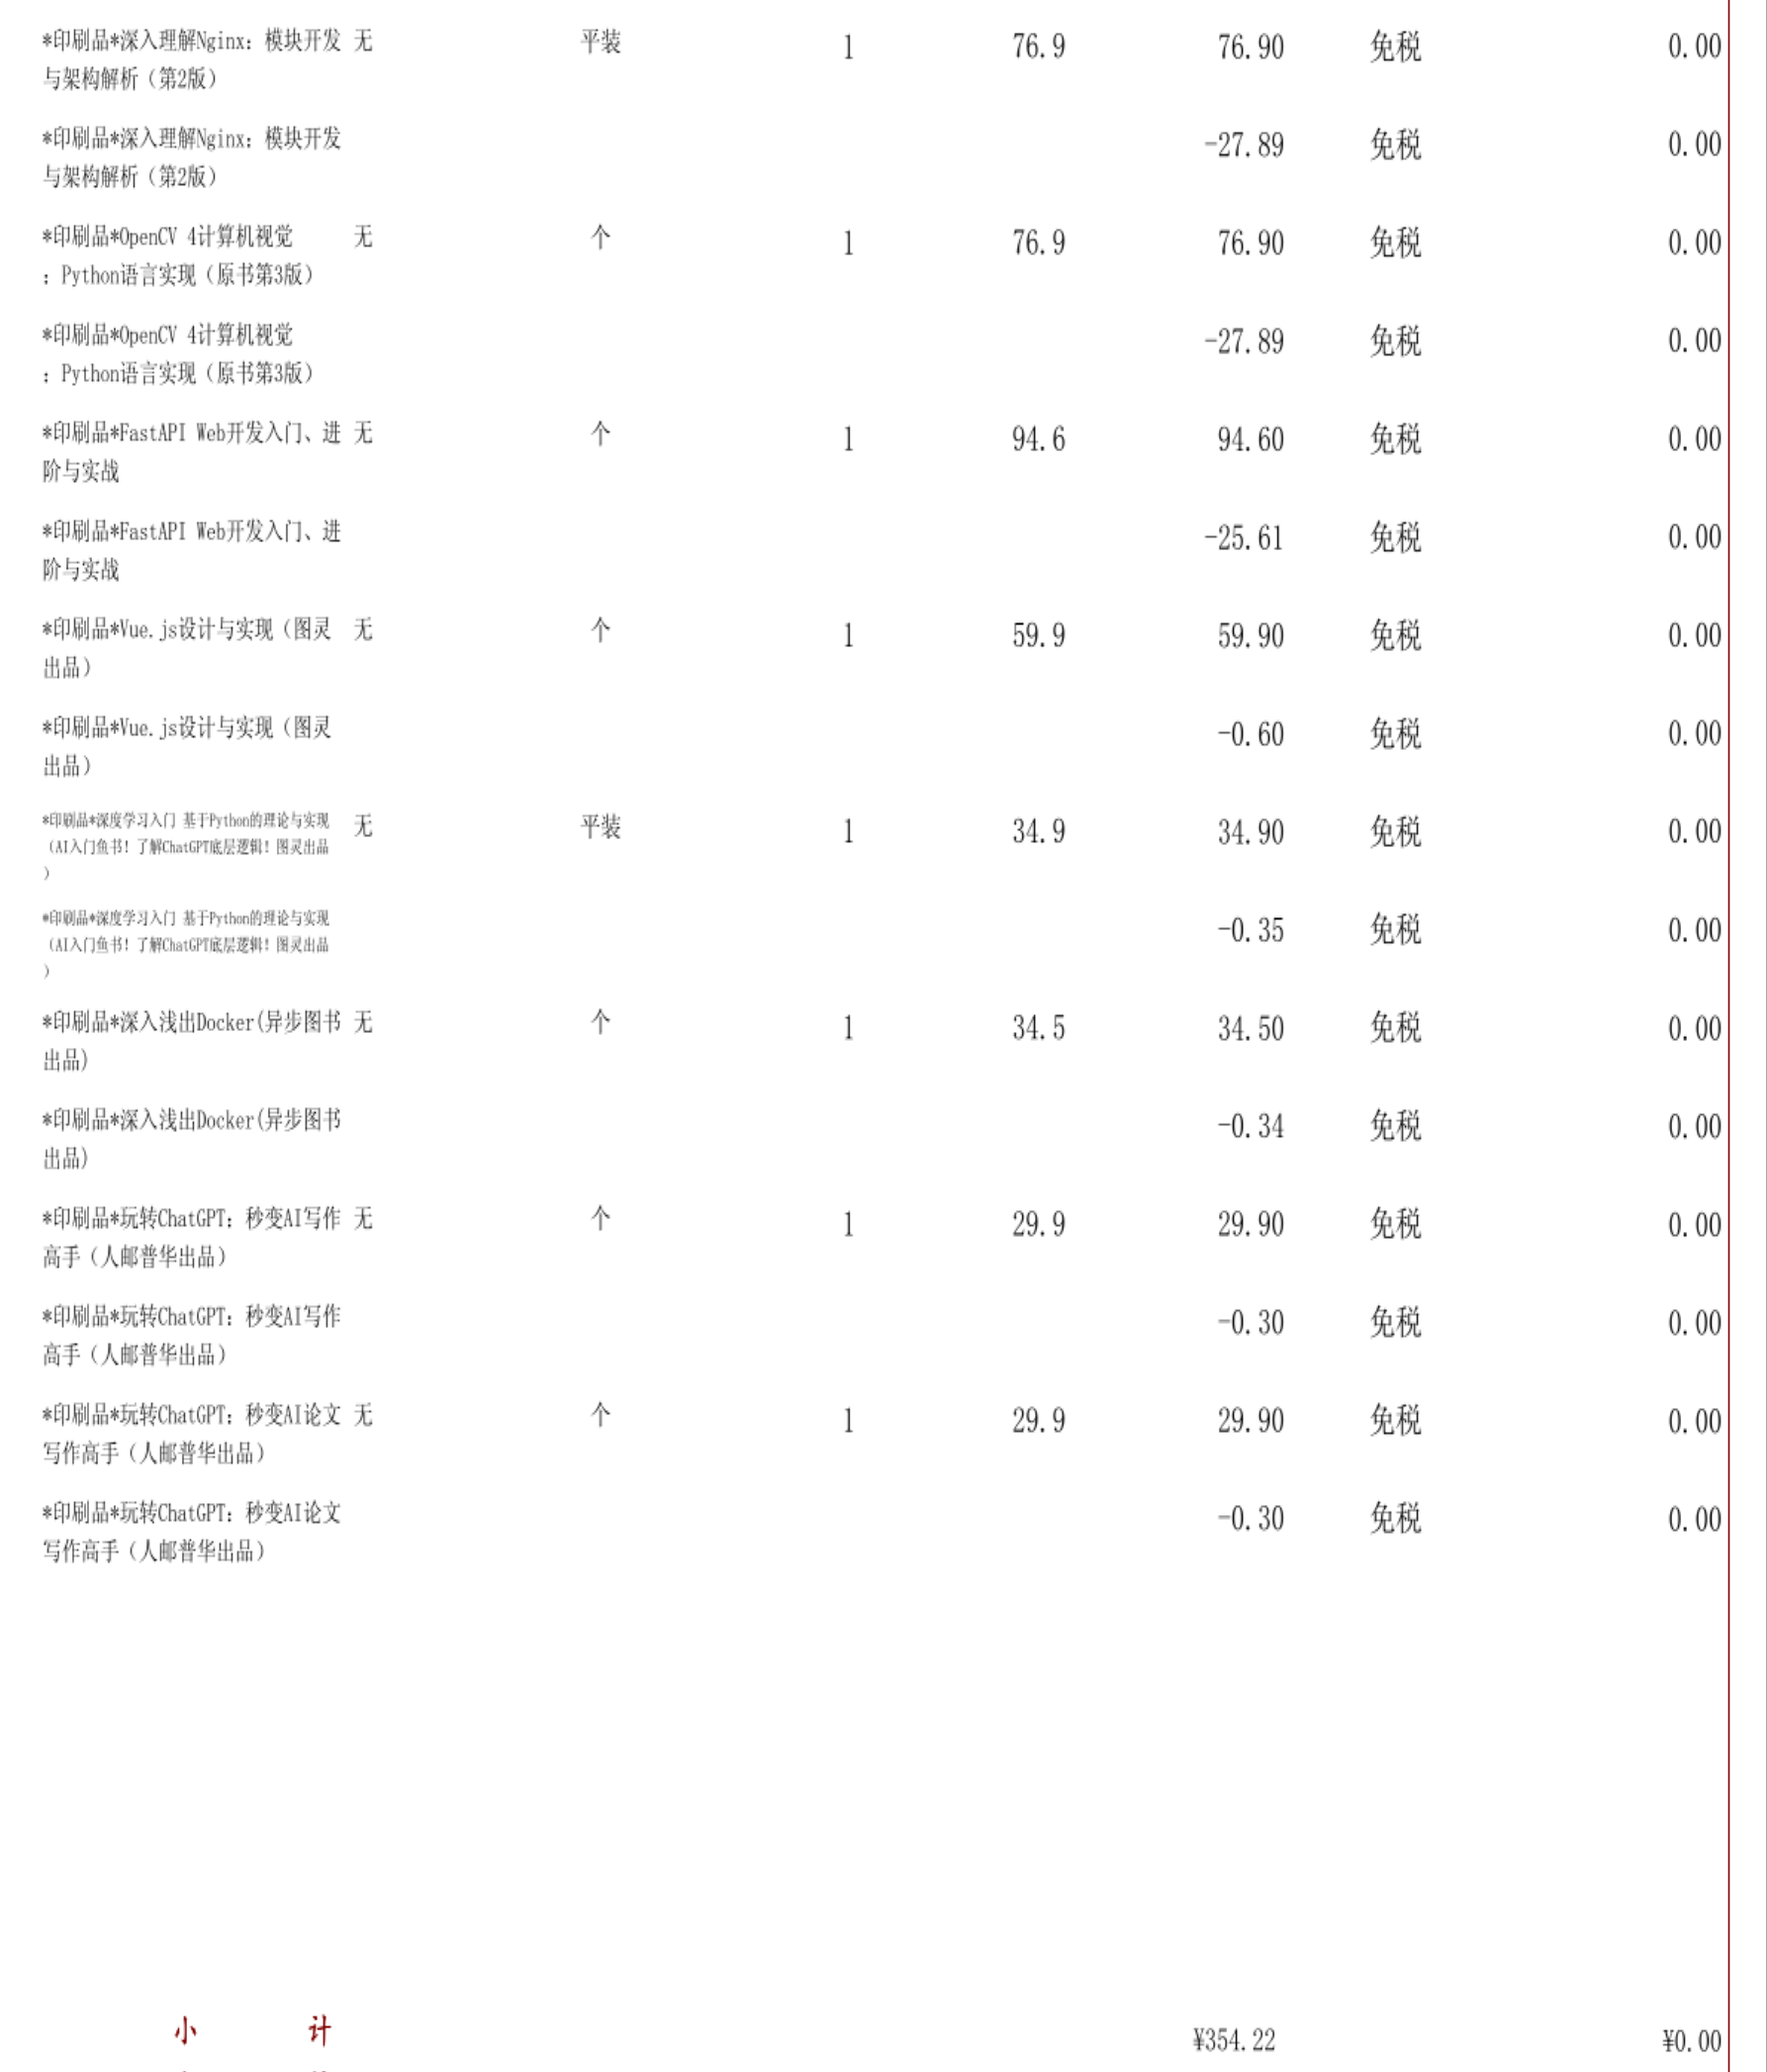 *印刷品*深入理解Nginx：模块开发 无 平装 1 76.9 76.90 免税 0.00
与架构解析（第2版）
*印刷品*深入理解Nginx：模块开发 -27.89 免税 0.00
与架构解析（第2版）
*印刷品*OpenCV 4计算机视觉 无 个 1 76.9 76.90 免税 0.00
：Python语言实现（原书第3版）
*印刷品*OpenCV 4计算机视觉 -27.89 免税 0.00
：Python语言实现（原书第3版）
*印刷品*FastAPI Web开发入门、进 无 个 1 94.6 94.60 免税 0.00
阶与实战
*印刷品*FastAPI Web开发入门、进 -25.61 免税 0.00
阶与实战
*印刷品*Vue.js设计与实现（图灵 无 个 1 59.9 59.90 免税 0.00
出品）
*印刷品*Vue.js设计与实现（图灵 -0.60 免税 0.00
出品）
*印刷品*深度学习入门 基于Python的理论与实现 无 平装 1 34.9 34.90 免税 0.00
（AI入门鱼书！了解ChatGPT底层逻辑！图灵出品
）
*印刷品*深度学习入门 基于Python的理论与实现 -0.35 免税 0.00
（AI入门鱼书！了解ChatGPT底层逻辑！图灵出品
）
*印刷品*深入浅出Docker(异步图书 无 个 1 34.5 34.50 免税 0.00
出品)
*印刷品*深入浅出Docker(异步图书 -0.34 免税 0.00
出品)
*印刷品*玩转ChatGPT：秒变AI写作 无 个 1 29.9 29.90 免税 0.00
高手（人邮普华出品）
*印刷品*玩转ChatGPT：秒变AI写作 -0.30 免税 0.00
高手（人邮普华出品）
*印刷品*玩转ChatGPT：秒变AI论文 无 个 1 29.9 29.90 免税 0.00
写作高手（人邮普华出品）
*印刷品*玩转ChatGPT：秒变AI论文 -0.30 免税 0.00
写作高手（人邮普华出品）
小 计 ¥354.22 ¥0.00